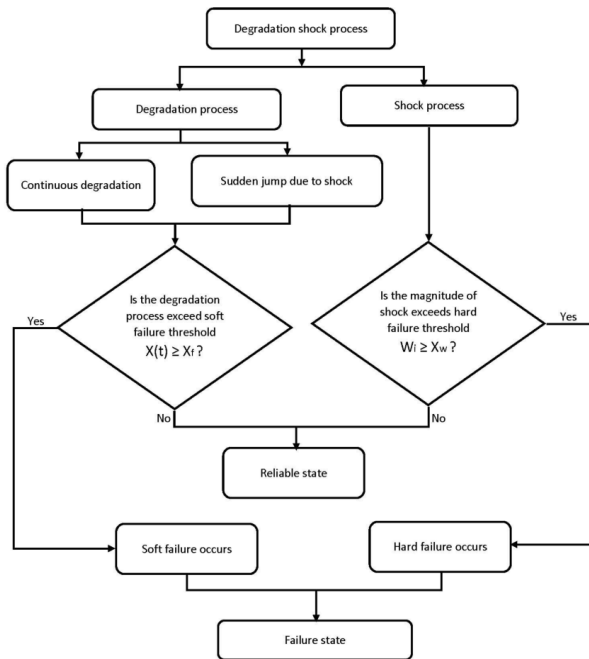 Degradation shock process
Degradation process
Shock process
Continuous degradation
Sudden jump due to shock
Is the degradation
process exceed soft
failure threshold
X(t) ≥ Xf ?
Is the magnitude of
shock exceeds hard
failure threshold
Wi ≥ Xw ?
Yes
Yes
No
No
Reliable state
Soft failure occurs
Hard failure occurs
Failure state